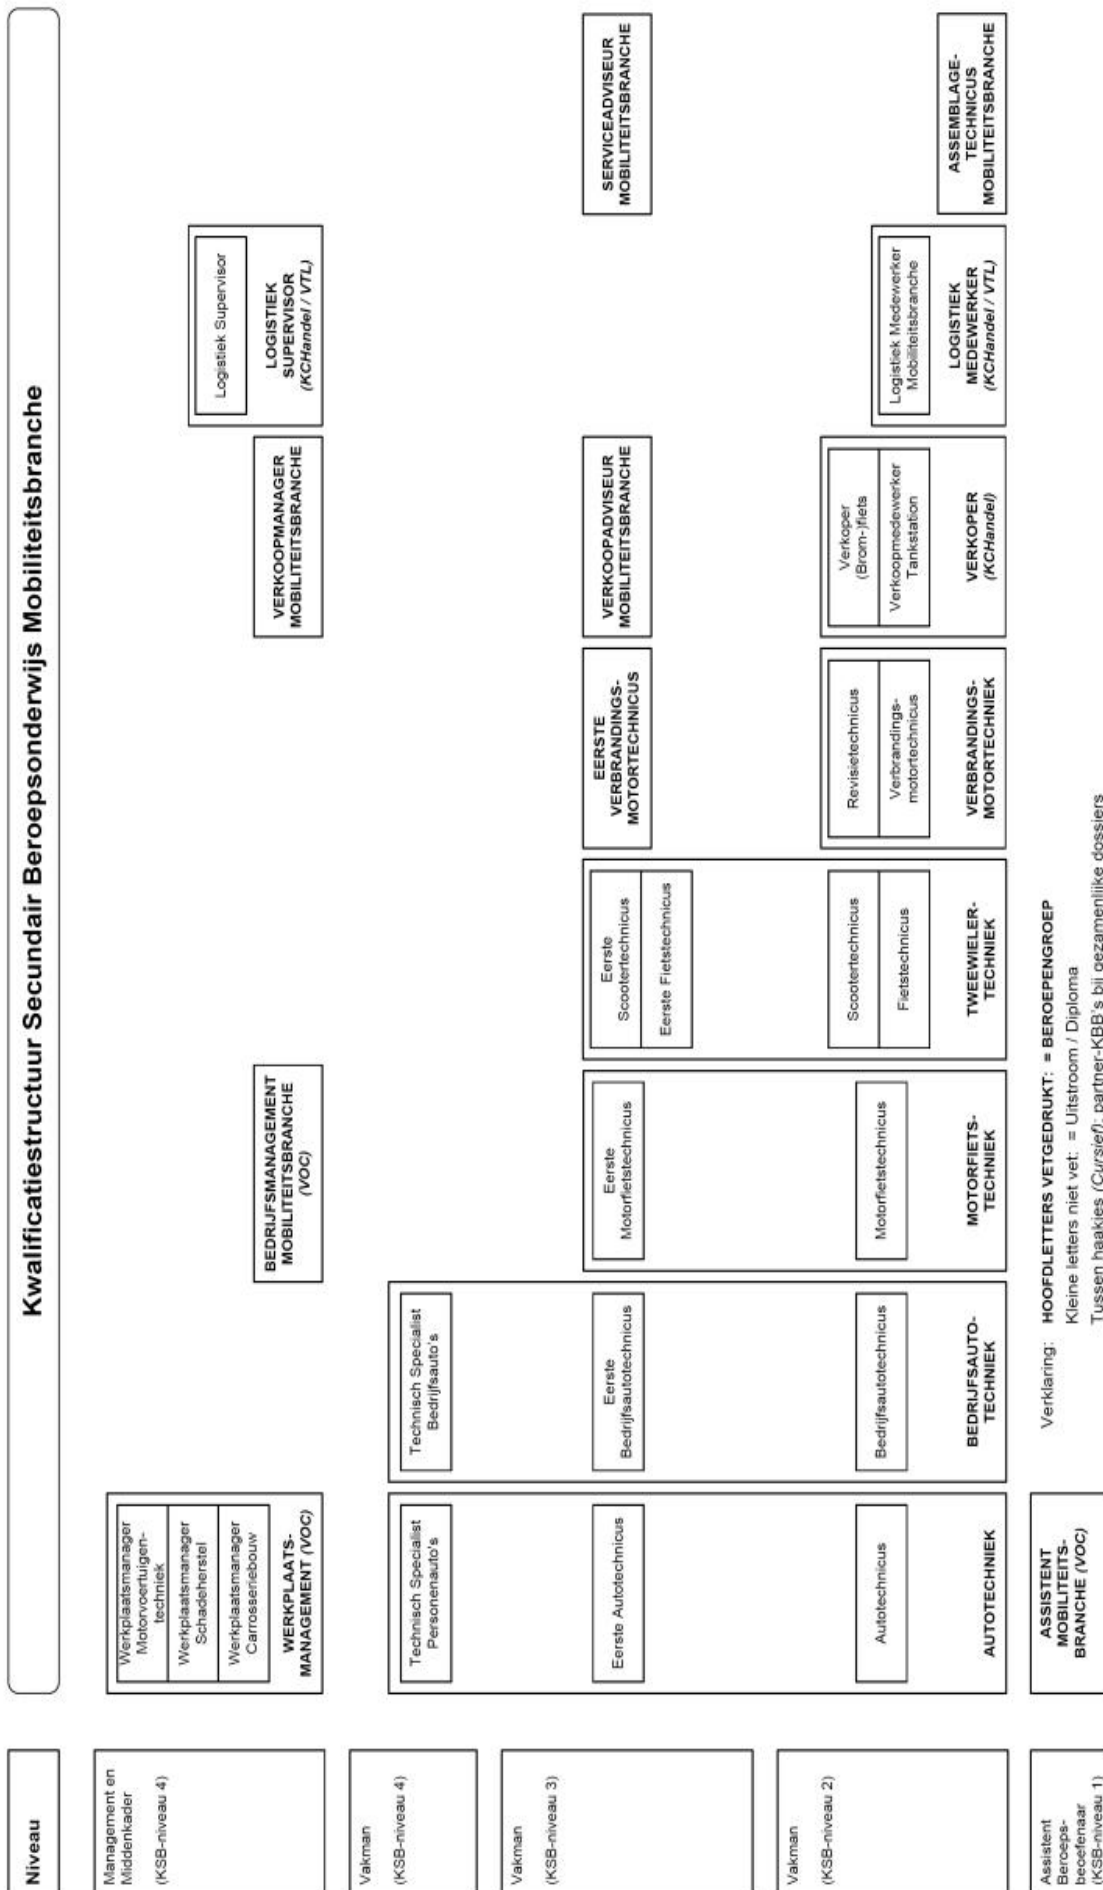 Niveau
Kwalificatiestructuur Secundair Beroepsonderwijs Mobiliteitsbranche
Management en
Middenkader
(KSB-niveau 4)
Werkplaatsmanager
Motorvoertuigen-
techniek
Werkplaatsmanager
Schadeherstel
Werkplaatsmanager
Carrosseriebouw
WERKPLAATS-
MANAGEMENT (VOC)
BEDRIJFSMANAGEMENT
MOBILITEITSBRANCHE
(VOC)
VERKOOPMANAGER
MOBILITEITSBRANCHE
Logistiek Supervisor
LOGISTIEK
SUPERVISOR
(KCHandel / VTL)
Vakman
(KSB-niveau 4)
Technisch Specialist
Personenauto's
Technisch Specialist
Bedrijfsauto's
Vakman
(KSB-niveau 3)
Eerste Autotechnicus
Eerste
Bedrijfsautotechnicus
Eerste
Motorfietstechnicus
Eerste
Scootertechnicus
Eerste Fietstechnicus
EERSTE
VERBRANDINGS-
MOTORTECHNICUS
VERKOOPADVISEUR
MOBILITEITSBRANCHE
SERVICEADVISEUR
MOBILITEITSBRANCHE
Vakman
(KSB-niveau 2)
Autotechnicus
AUTOTECHNIEK
Bedrijfsautotechnicus
BEDRIJFSAUTO-
TECHNIEK
Motorfietstechnicus
MOTORFIETS-
TECHNIEK
Scootertechnicus
Fietstechnicus
TWEEWIELER-
TECHNIEK
Revisietechnicus
Verbrandings-
motortechnicus
VERBRANDINGS-
MOTORTECHNIEK
Verkoper
(Brom-)fiets
Verkoopmedewerker
Tankstation
VERKOPER
(KCHandel)
Logistiek Medewerker
Mobiliteitsbranche
LOGISTIEK
MEDEWERKER
(KCHandel / VTL)
ASSEMBLAGE-
TECHNICUS
MOBILITEITSBRANCHE
Assistent
Beroeps-
beoefenaar
(KSB-niveau 1)
ASSISTENT
MOBILITEITS-
BRANCHE (VOC)
Verklaring: HOOFDLETTERS VETGEDRUKT: = BEROEPENGROEP
Kleine letters niet vet: = Uitstroom / Diploma
Tussen haakjes (Cursief): partner-KBB's bij gezamenlijke dossiers